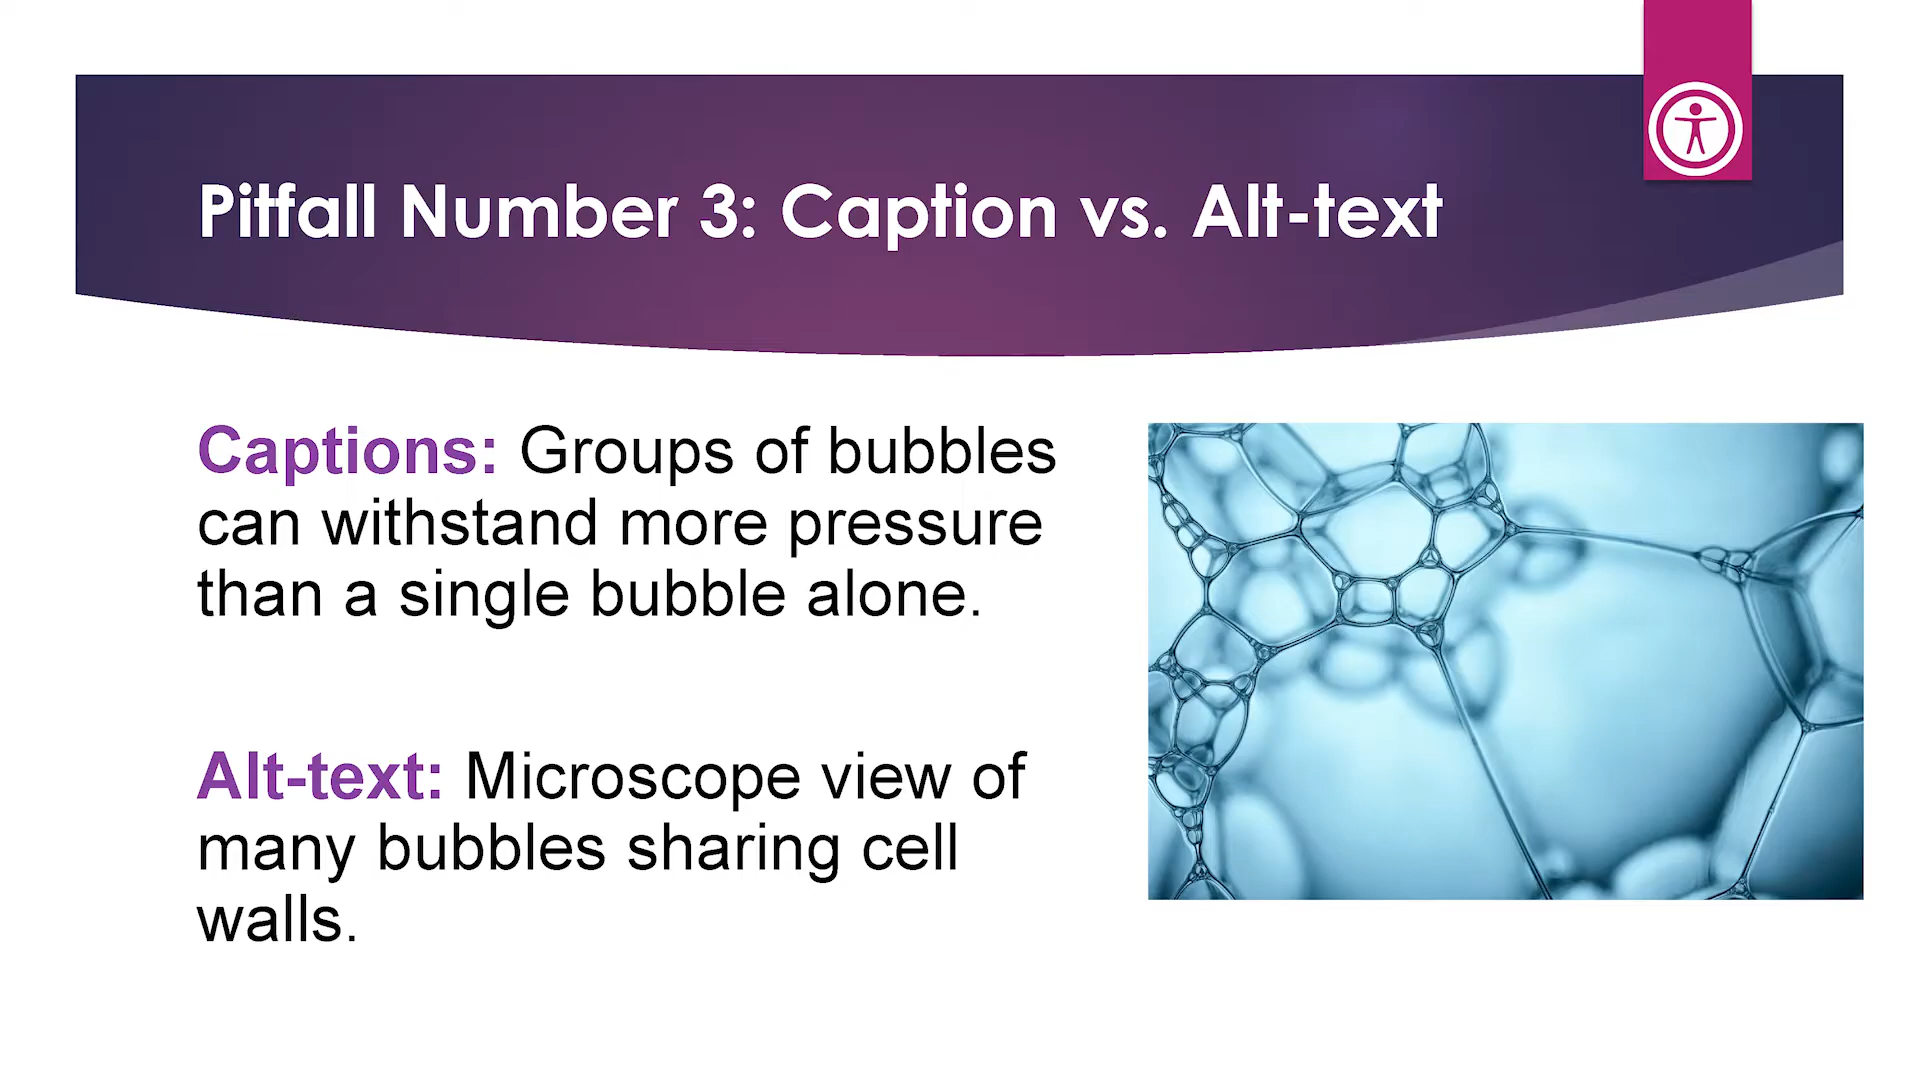 Pitfall Number 3: Caption vs. Alt-text
Captions: Groups of bubbles
can withstand more pressure
than a single bubble alone.
Alt-text: Microscope view of
many bubbles sharing cell
walls.